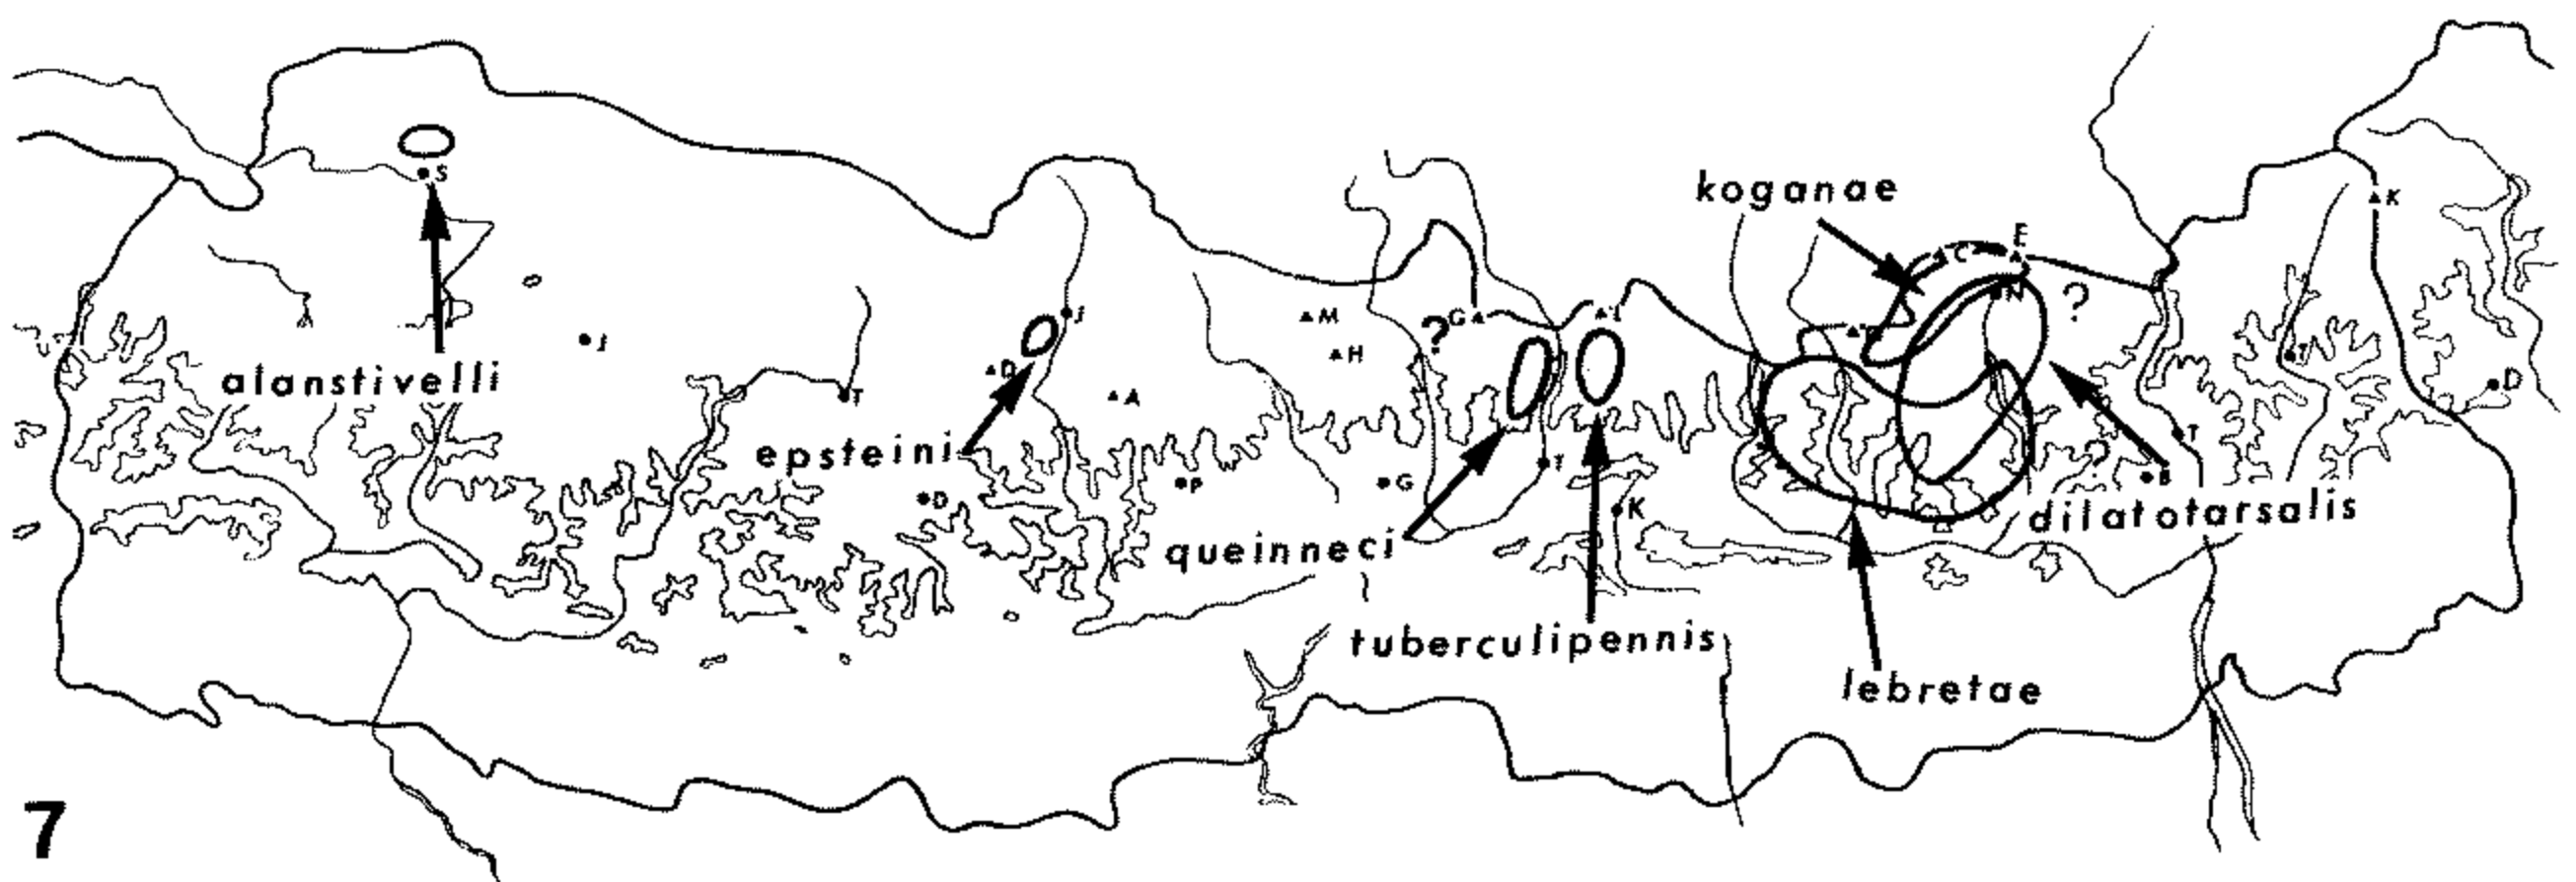 koganae
K
E
C
S
N
?
J
M
G
L
?
H
J
D
T
D
alanstivelli
A
T
T
epsteini
T
?
P
G
B
D
K
dilatotarsalis
queinneci
tuberculipennis
lebretae
7